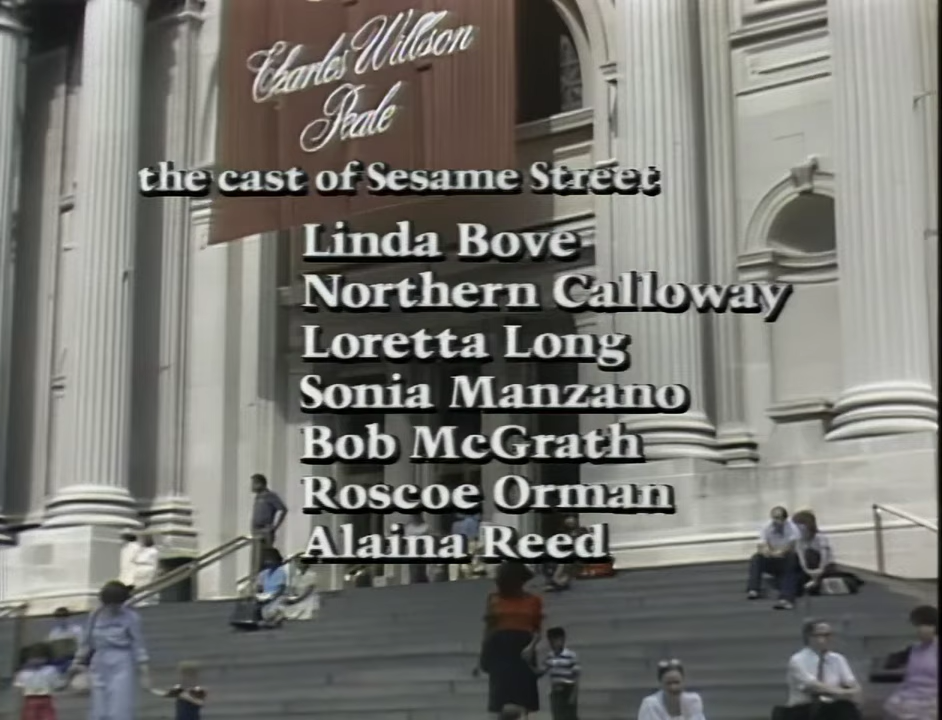 Charles Willson
Peale
the cast of Sesame Street
Linda Bove
Northern Calloway
Loretta Long
Sonia Manzano
Bob McGrath
Roscoe Orman
Alaina Reed